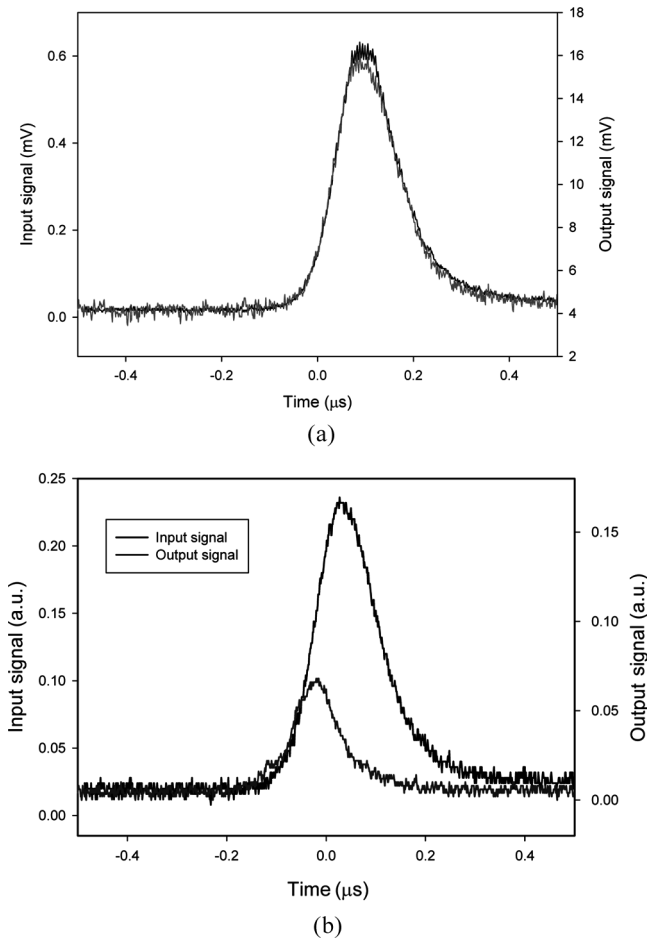 18
16
14
12
10
8
6
4
2
0.6
0.4
0.2
0.0
Input signal (mV)
Output signal (mV)
-0.4 -0.2 0.0 0.2 0.4
Time (μs)
(a)
0.25
0.20
0.15
0.10
0.05
0.00
0.15
0.10
0.05
0.00
Input signal
Output signal
Input signal (a.u.)
Output signal (a.u.)
-0.4 -0.2 0.0 0.2 0.4
Time (μs)
(b)